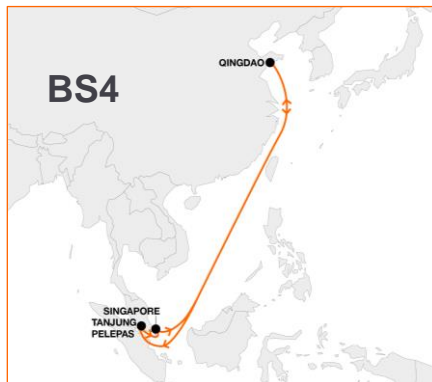 QINGDAO
BS4
SINGAPORE
TANJUNG
PELEPAS